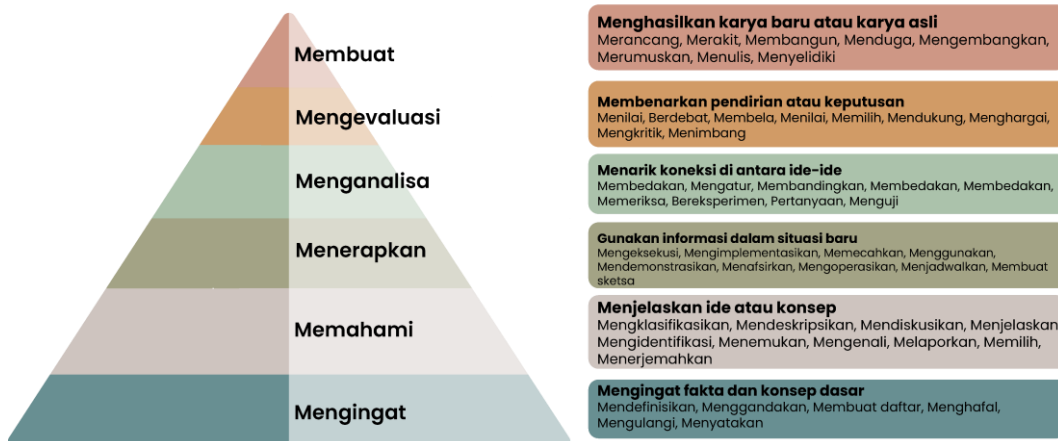 Membuat
Menghasilkan karya baru atau karya asli
Merancang, Merakit, Membangun, Menduga, Mengembangkan,
Merumuskan, Menulis, Menyelidiki
Mengevaluasi
Membenarkan pendirian atau keputusan
Menilai, Berdebat, Membela, Menilai, Memilih, Mendukung, Menghargai,
Mengkritik, Menimbang
Menganalisa
Menarik koneksi di antara ide-ide
Membedakan, Mengatur, Membandingkan, Membedakan, Membedakan,
Memeriksa, Bereksperimen, Pertanyaan, Menguji
Menerapkan
Gunakan informasi dalam situasi baru
Mengeksekusi, Mengimplementasikan, Memecahkan, Menggunakan,
Mendemonstrasikan, Menafsirkan, Mengoperasikan, Menjadwalkan, Membuat
sketsa
Memahami
Menjelaskan ide atau konsep
Mengklasifikasikan, Mendeskripsikan, Mendiskusikan, Menjelaskan
Mengidentifikasi, Menemukan, Mengenali, Melaporkan, Memilih,
Menerjemahkan
Mengingat
Mengingat fakta dan konsep dasar
Mendefinisikan, Menggandakan, Membuat daftar, Menghafal,
Mengulangi, Menyatakan